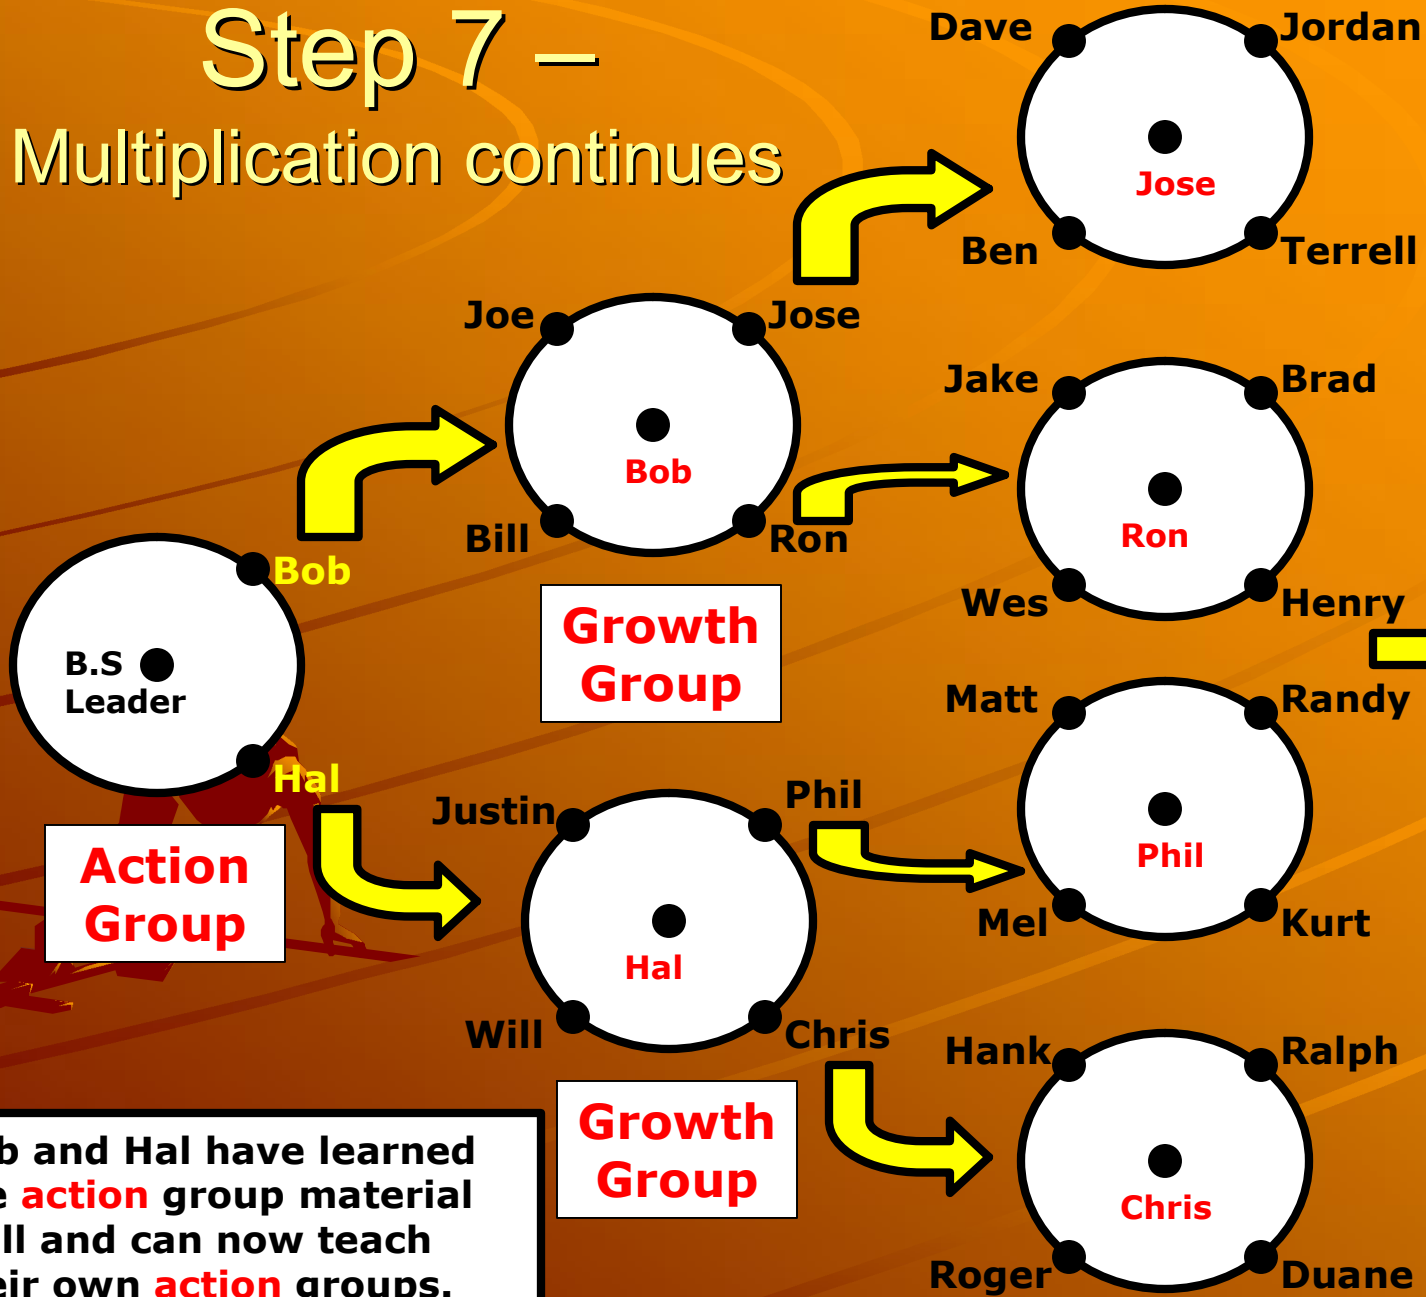 Step 7 –
Multiplication continues
Dave
Jordan
Jose
Ben
Terrell
Joe
Jose
Bob
Bill
Ron
Jake
Brad
Ron
Wes
Henry
Bob
B.S
Leader
Hal
Growth
Group
Action
Group
Matt
Randy
Phil
Mel
Kurt
Justin
Phil
Hal
Will
Chris
Growth
Group
Hank
Ralph
Chris
Roger
Duane
b and Hal have learned
e action group material
ll and can now teach
eir own action groups.